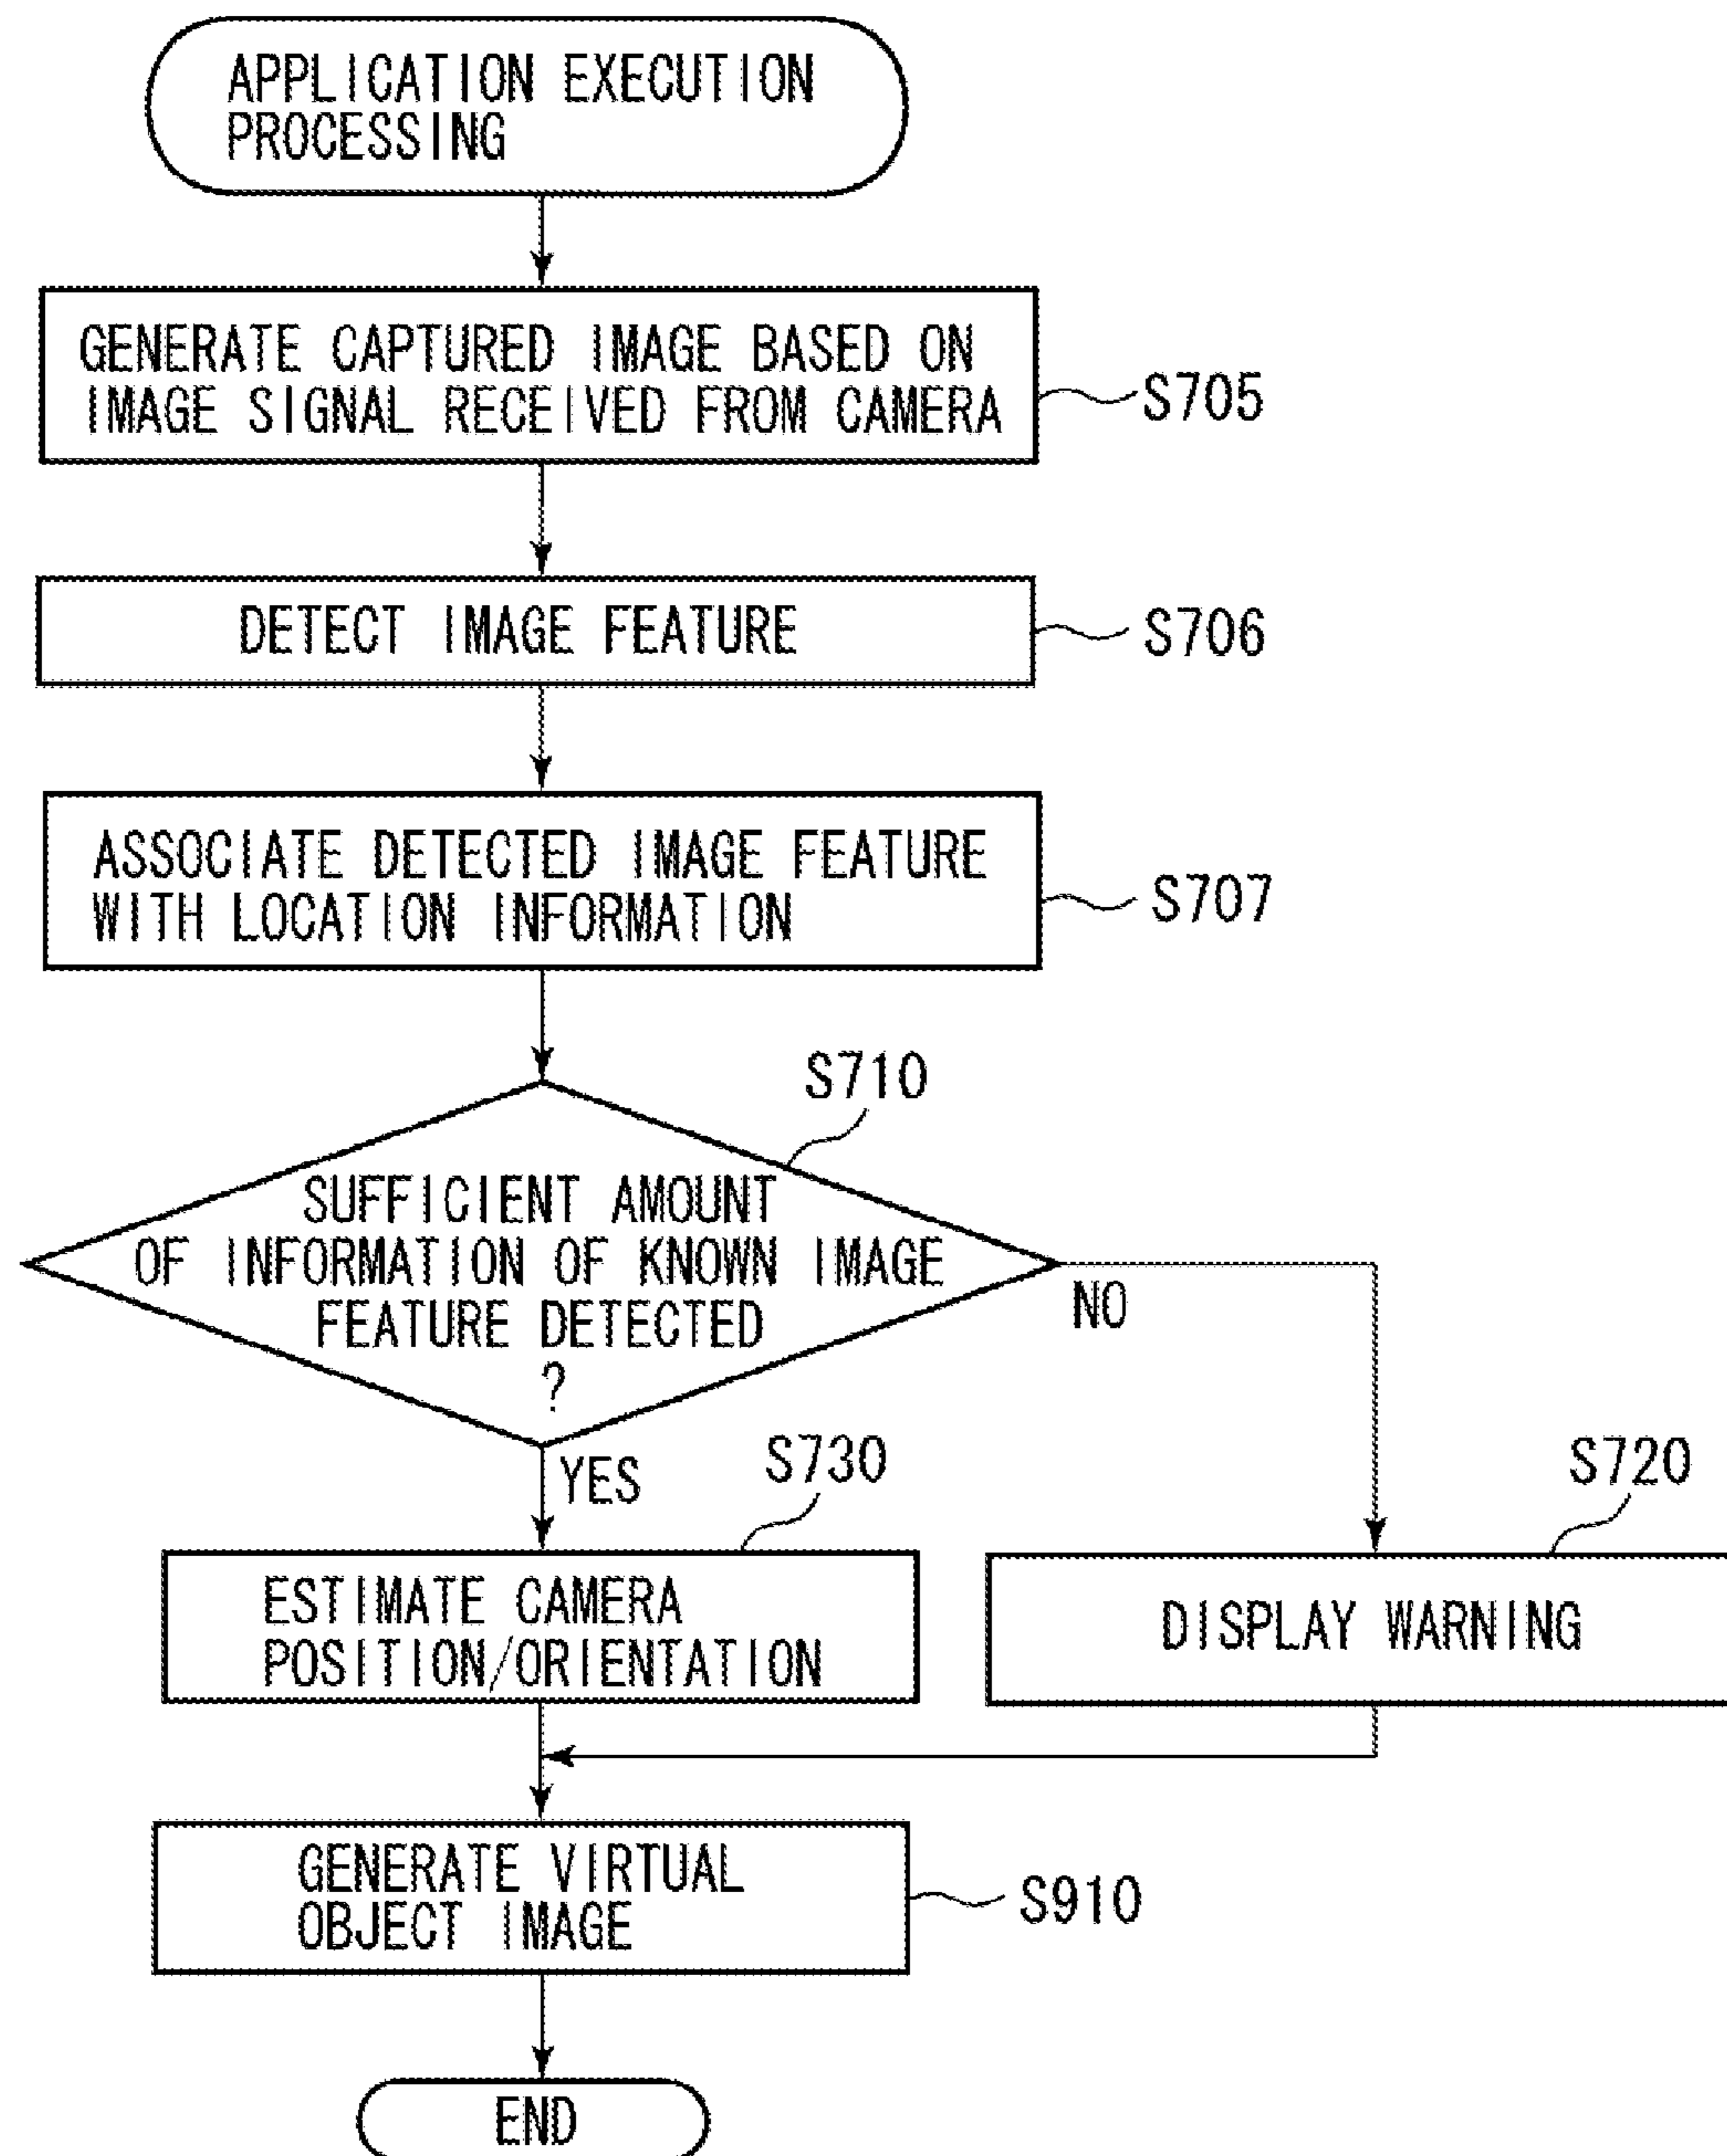 APPLICATION EXECUTION
PROCESSING
GENERATE CAPTURED IMAGE BASED ON
IMAGE SIGNAL RECEIVED FROM CAMERA
S705
DETECT IMAGE FEATURE
S706
ASSOCIATE DETECTED IMAGE FEATURE
WITH LOCATION INFORMATION
S707
S710
SUFFICIENT AMOUNT
OF INFORMATION OF KNOWN IMAGE
FEATURE DETECTED
?
NO
YES
S730
S720
ESTIMATE CAMERA
POSITION/ORIENTATION
DISPLAY WARNING
GENERATE VIRTUAL
OBJECT IMAGE
S910
END